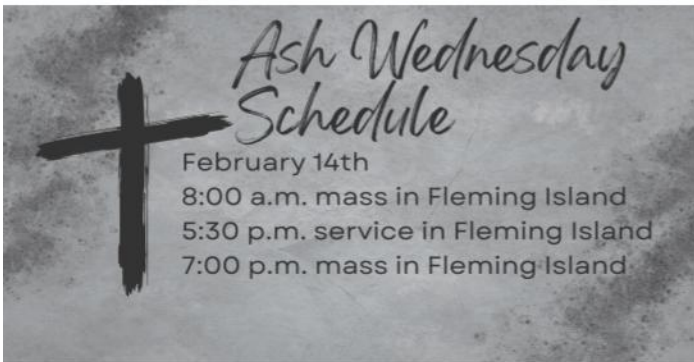 Ash Wednesday
Schedule
February 14th
8:00 a.m. mass in Fleming Island
5:30 p.m. service in Fleming Island
7:00 p.m. mass in Fleming Island